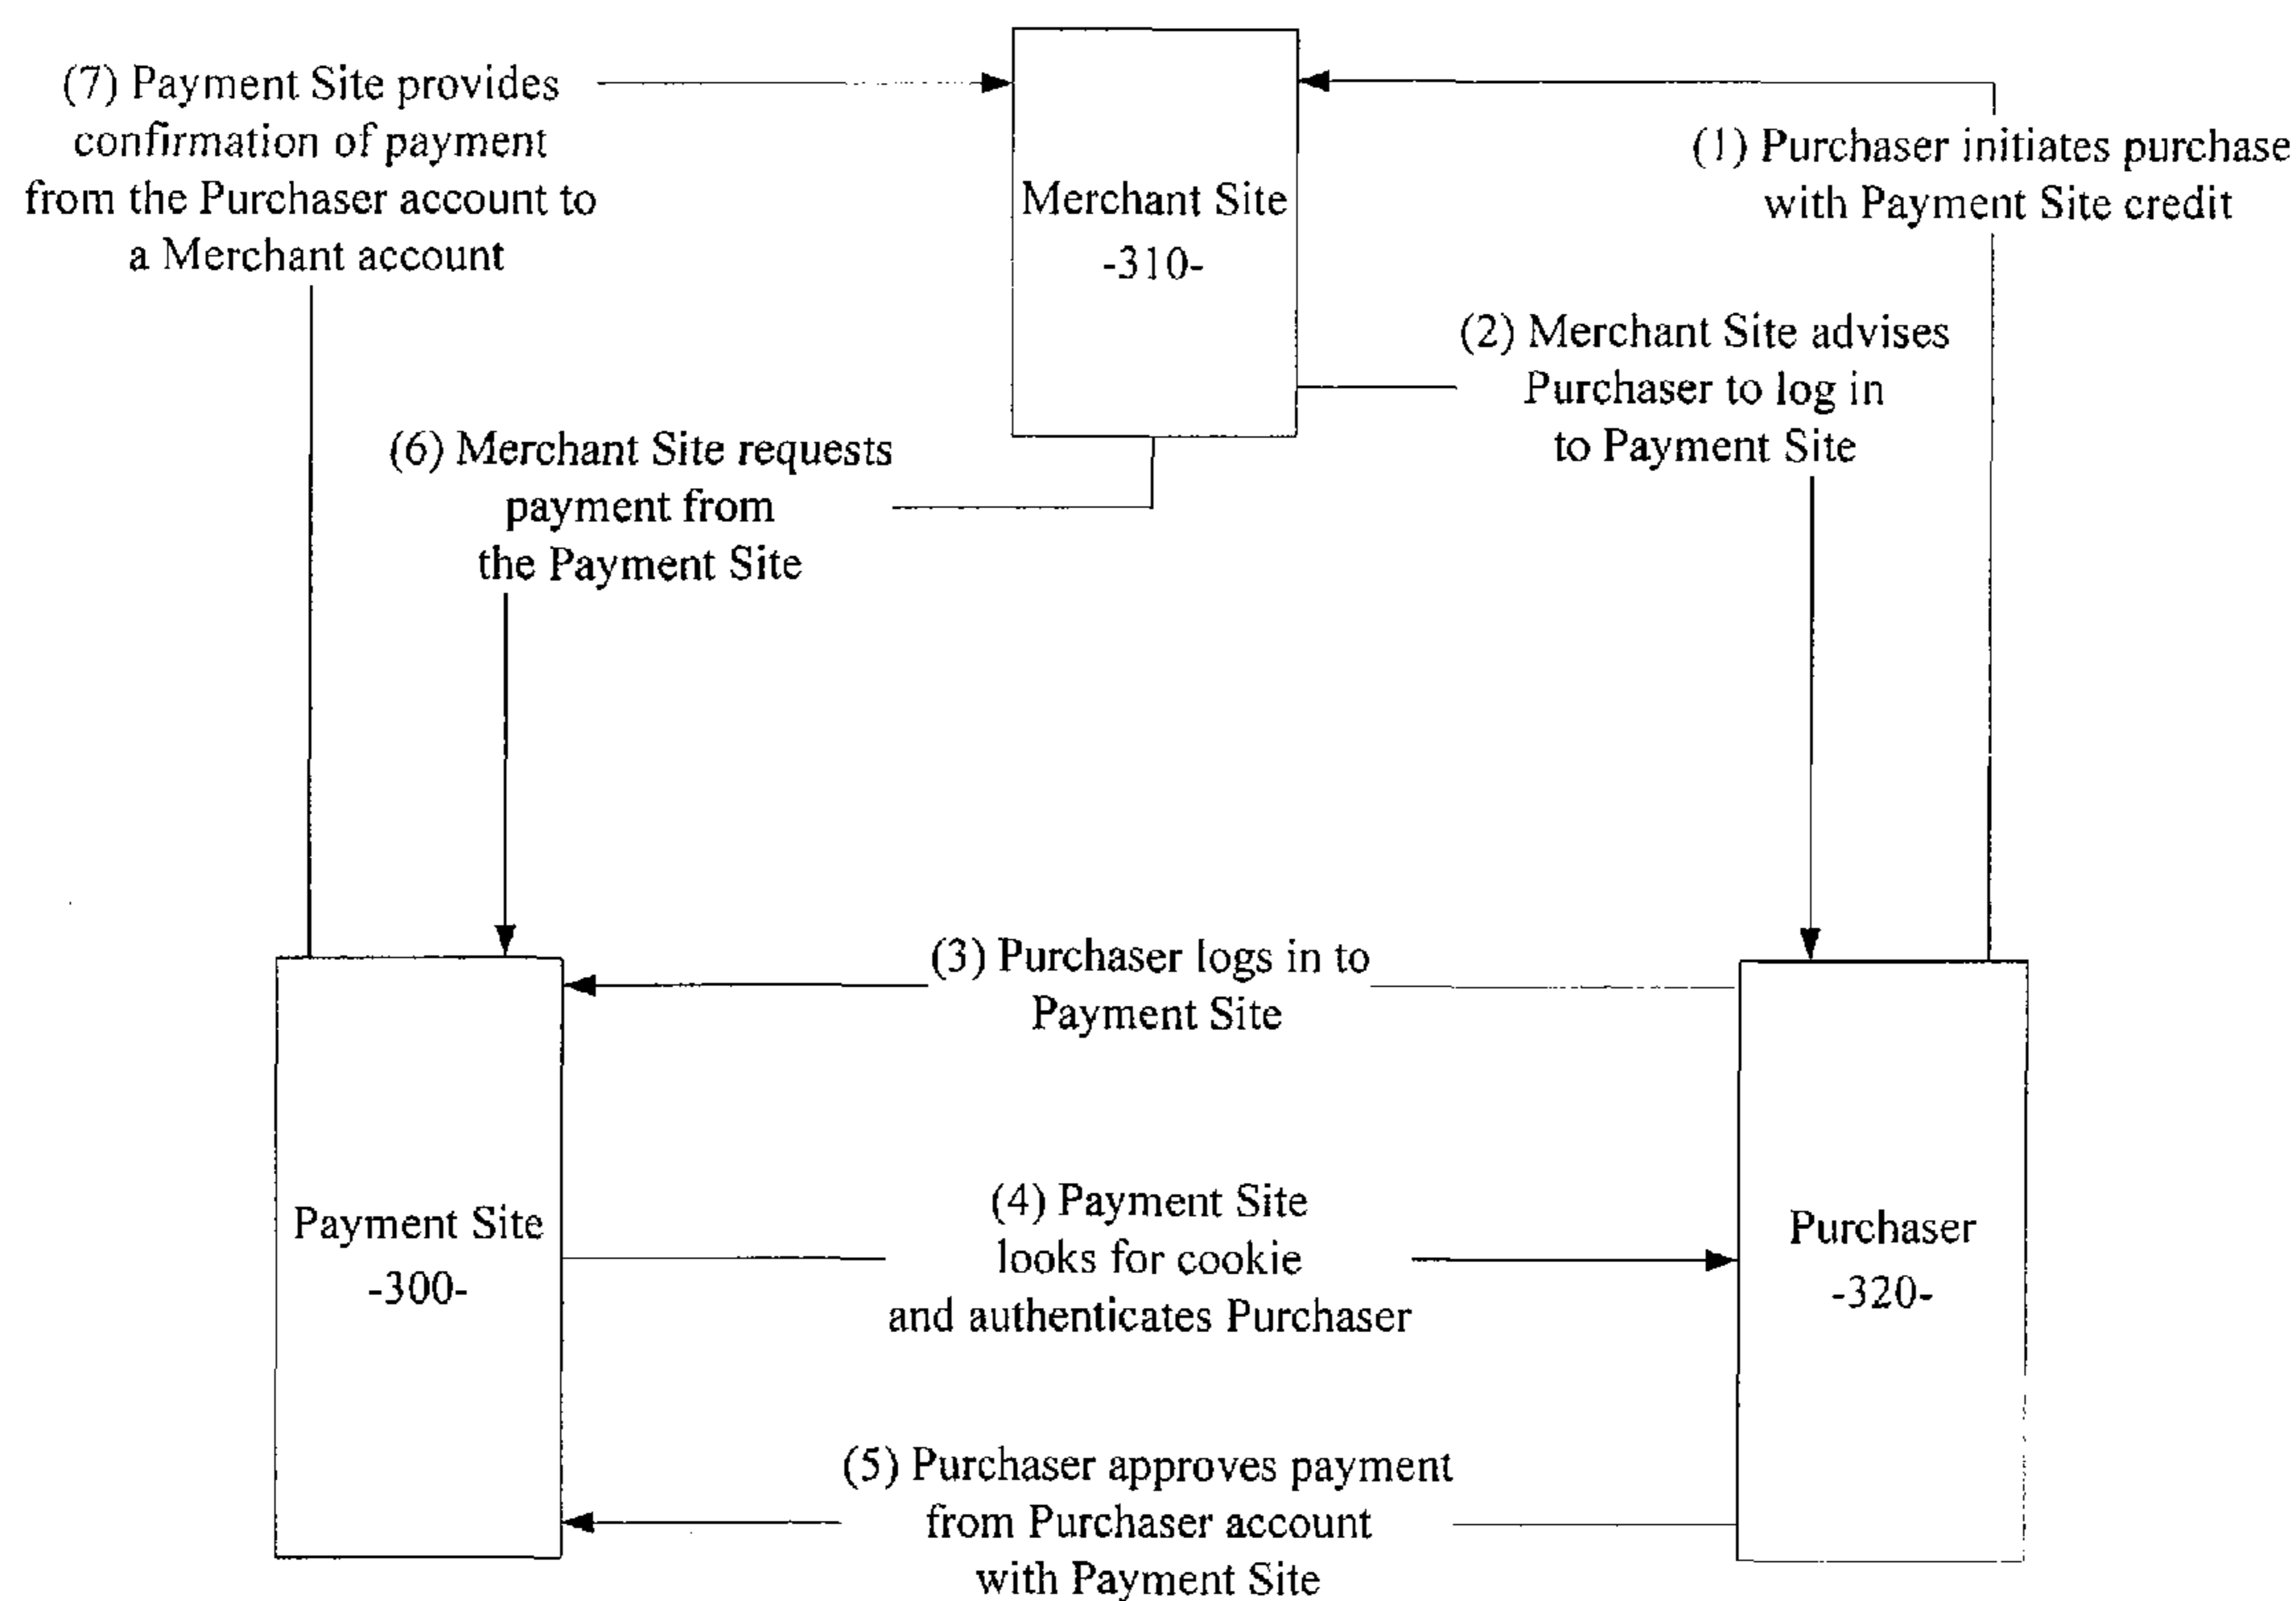 (7) Payment Site provides
confirmation of payment
from the Purchaser account to
a Merchant account
Merchant Site
-310-
(1) Purchaser initiates purchase
with Payment Site credit
(2) Merchant Site advises
Purchaser to log in
to Payment Site
(6) Merchant Site requests
payment from
the Payment Site
(3) Purchaser logs in to
Payment Site
Payment Site
-300-
(4) Payment Site
looks for cookie
and authenticates Purchaser
Purchaser
-320-
(5) Purchaser approves payment
from Purchaser account
with Payment Site